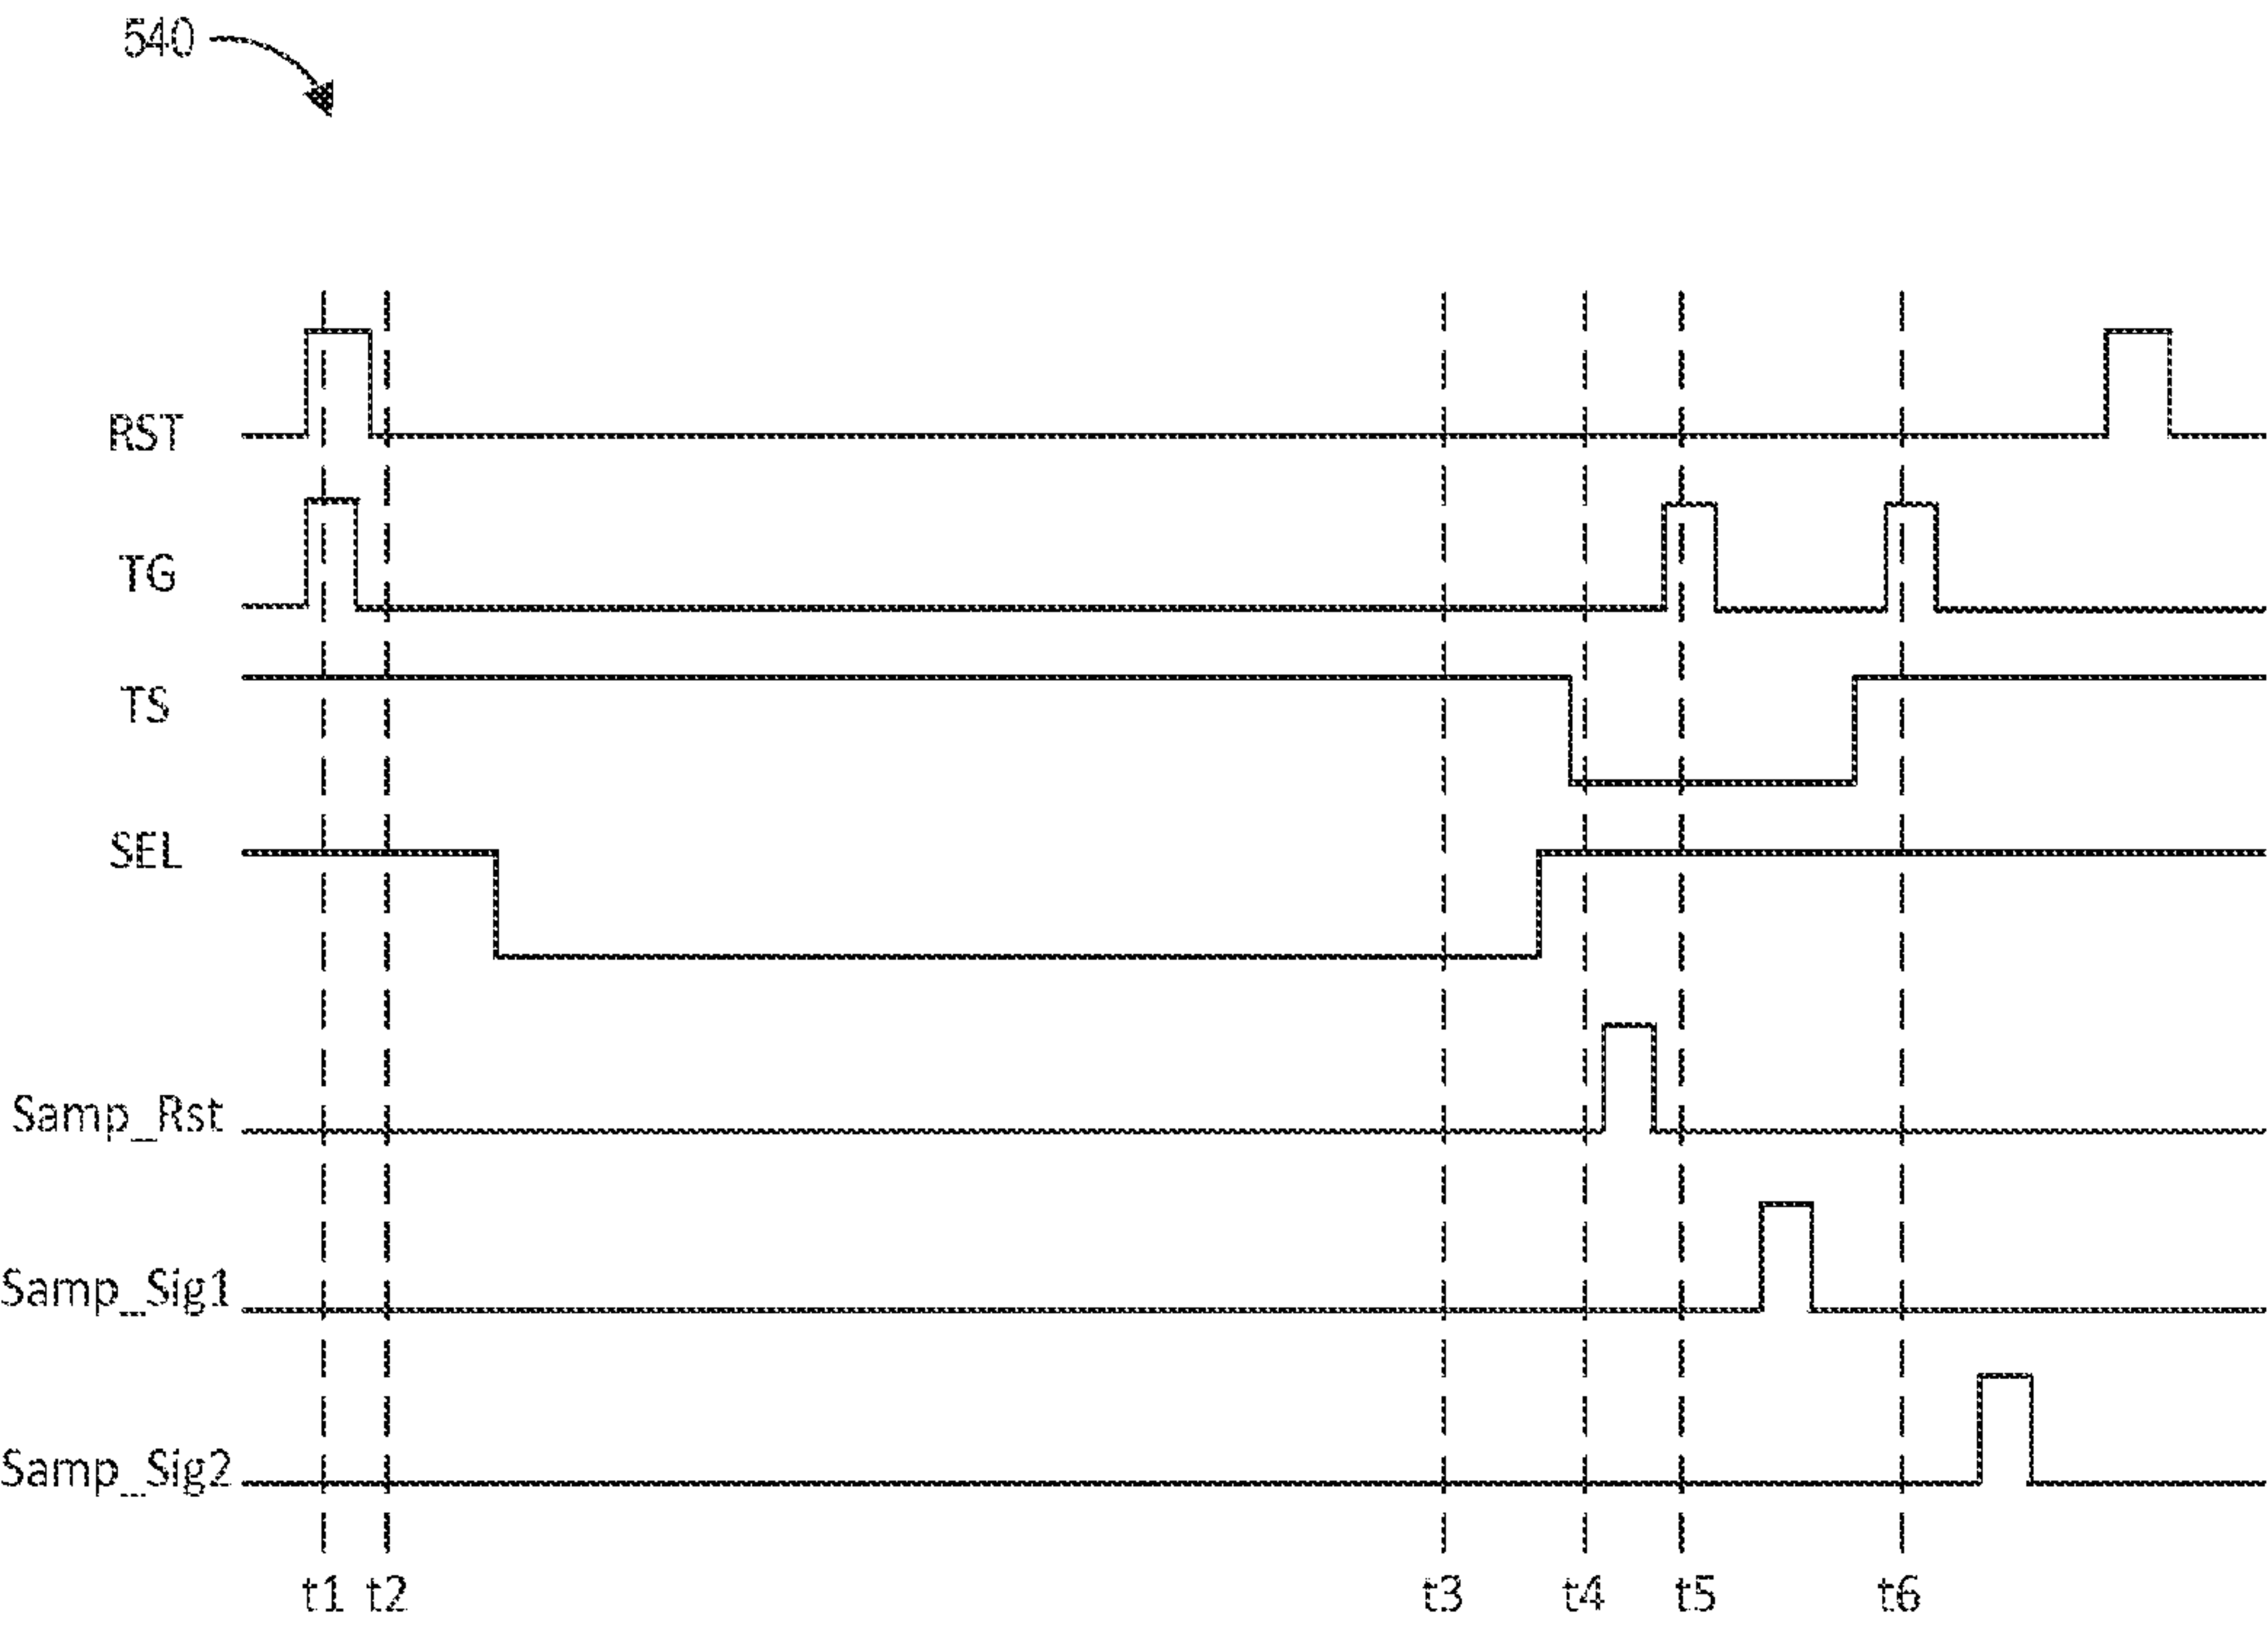 540
RST
TG
TS
SEL
Samp_Rst
Samp_Sig1
Samp_Sig2
t1 t2 t3 t4 t5 t6